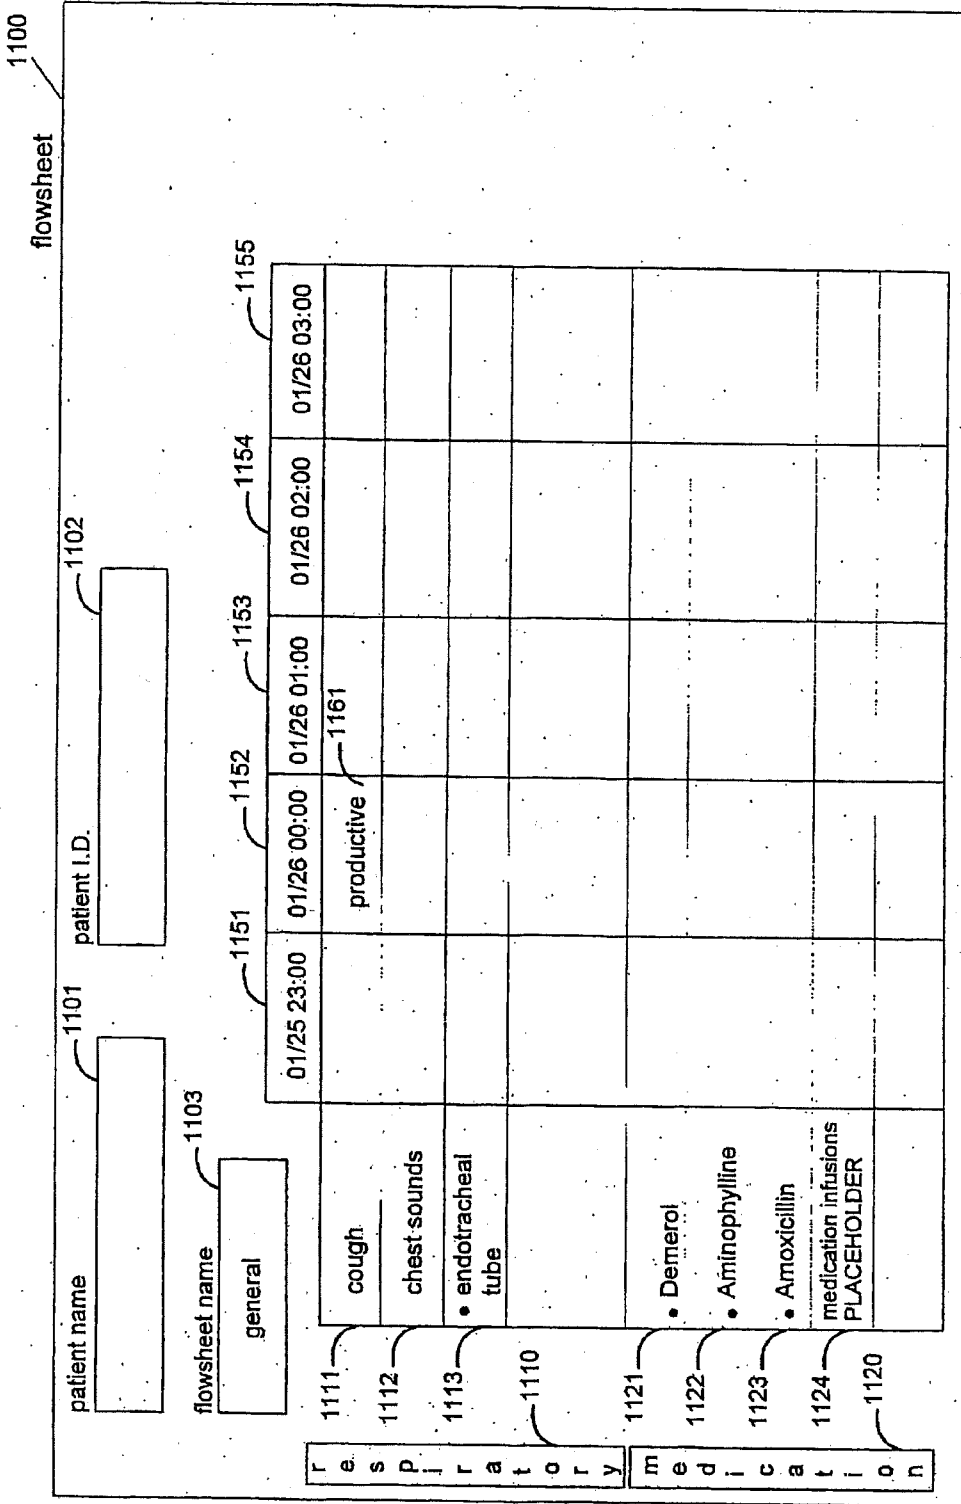 flowsheet
1100
patient name
1101
patient I.D.
1102
flowsheet name
1103
general
1151
1152
1153
1154
1155
01/25 23:00
01/26 00:00
01/26 01:00
01/26 02:00
01/26 03:00
respiratory
1110
1111
cough
productive
1161
1112
chest sounds
1113
• endotracheal
tube
medication
1120
1121
• Demerol
1122
• Aminophylline
1123
• Amoxicillin
1124
medication infusions
PLACEHOLDER